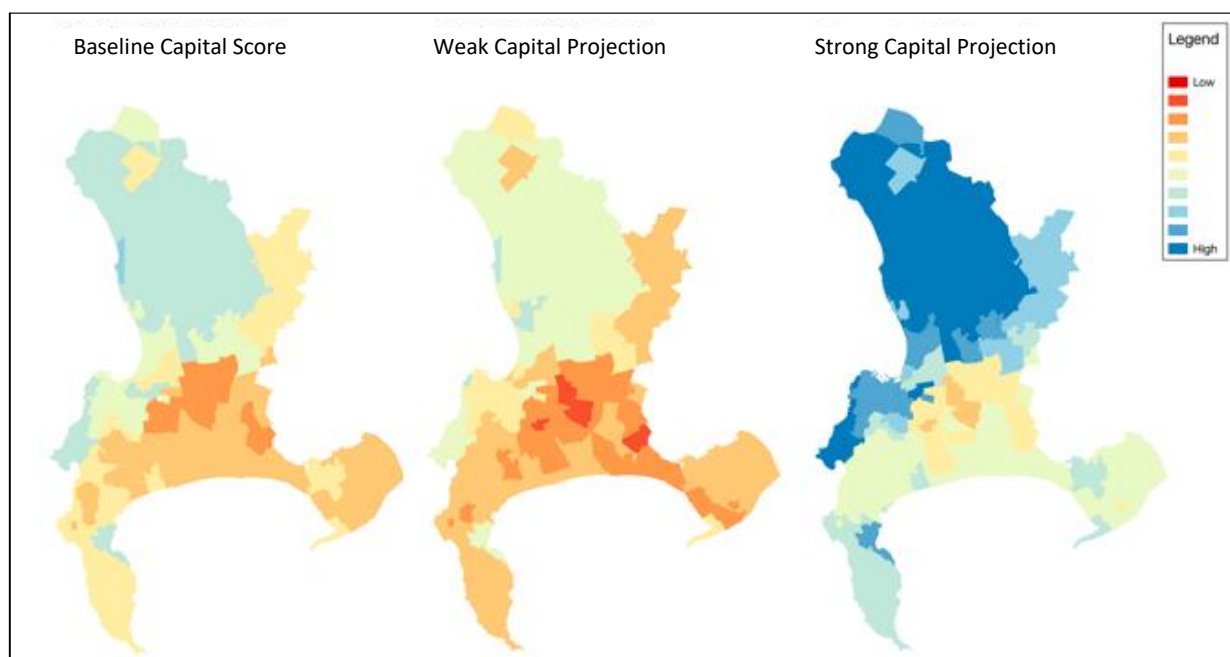 Baseline Capital Score
Weak Capital Projection
Strong Capital Projection
Legend
Low
High